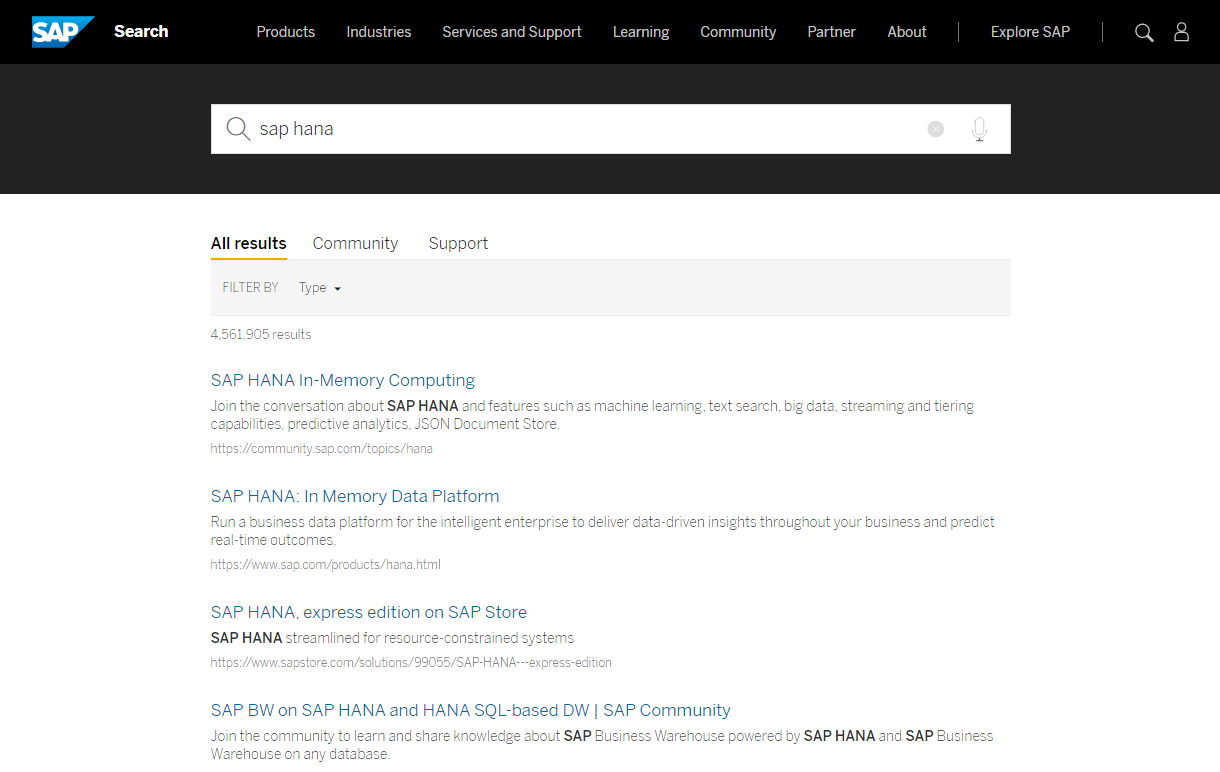 SAP Search Products Industries Services and Support Learning Community Partner About Explore SAP
sap hana
All results Community Support
FILTER BY Type
4,561,905 results
SAP HANA In-Memory Computing
Join the conversation about SAP HANA and features such as machine learning, text search, big data, streaming and tiering
capabilities, predictive analytics, JSON Document Store.
https://community.sap.com/topics/hana
SAP HANA: In Memory Data Platform
Run a business data platform for the intelligent enterprise to deliver data-driven insights throughout your business and predict
real-time outcomes.
https://www.sap.com/products/hana.html
SAP HANA, express edition on SAP Store
SAP HANA streamlined for resource-constrained systems
https://www.sapstore.com/solutions/99055/SAP-HANA---express-edition
SAP BW on SAP HANA and HANA SQL-based DW | SAP Community
Join the community to learn and share knowledge about SAP Business Warehouse powered by SAP HANA and SAP Business
Warehouse on any database.